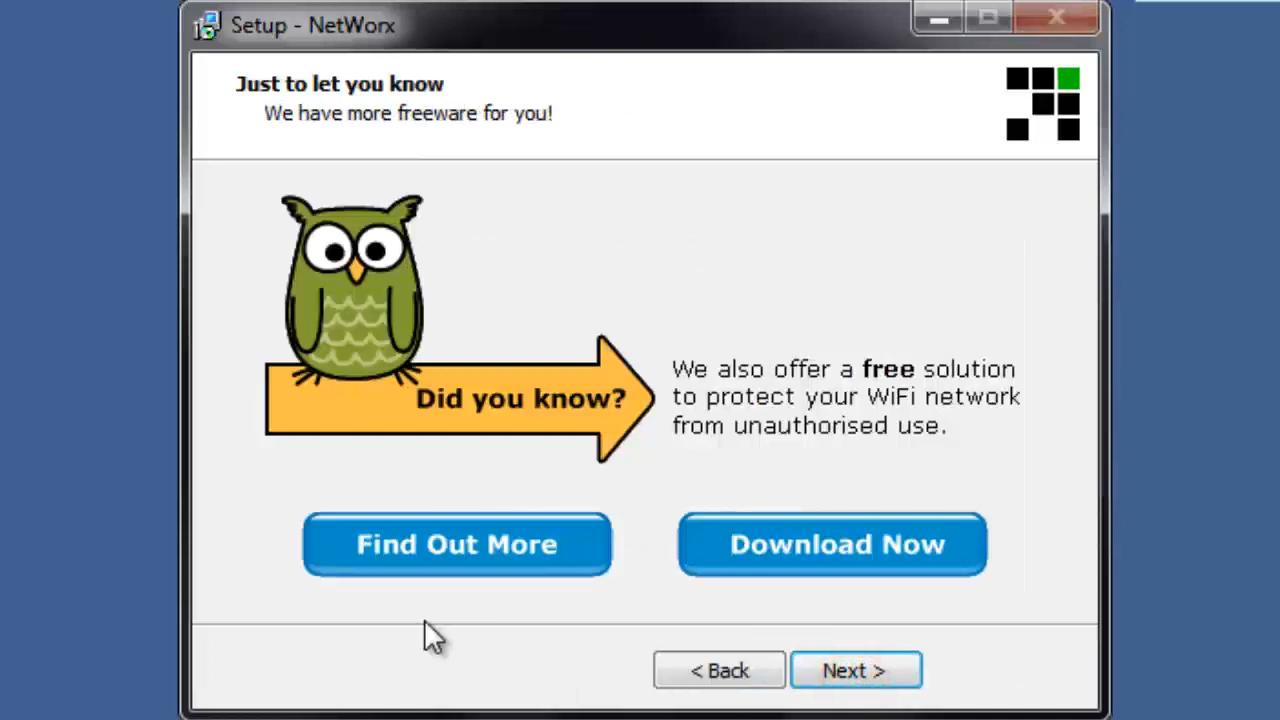 Setup - NetWorx
Just to let you know
We have more freeware for you!
Did you know?
We also offer a free solution
to protect your WiFi network
from unauthorised use.
Find Out More
Download Now
< Back
Next >